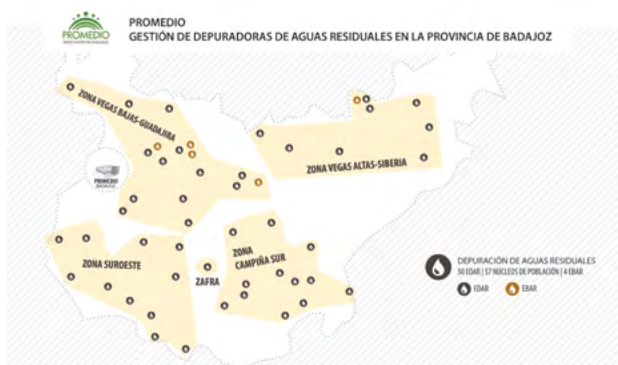 PROMEDIO
PROMEDIO
GESTIÓN DE DEPURADORAS DE AGUAS RESIDUALES EN LA PROVINCIA DE BADAJOZ
ZONA VEGAS BAJAS-GUADAJIRA
ZONA VEGAS ALTAS-SIBERIA
PROMEDIO
BADAJOZ
ZONA SUROESTE
ZAFRA
ZONA
CAMPIÑA SUR
DEPURACIÓN DE AGUAS RESIDUALES
50 EDAR | 57 NÚCLEOS DE POBLACIÓN | 4 EBAR
EDAR
EBAR